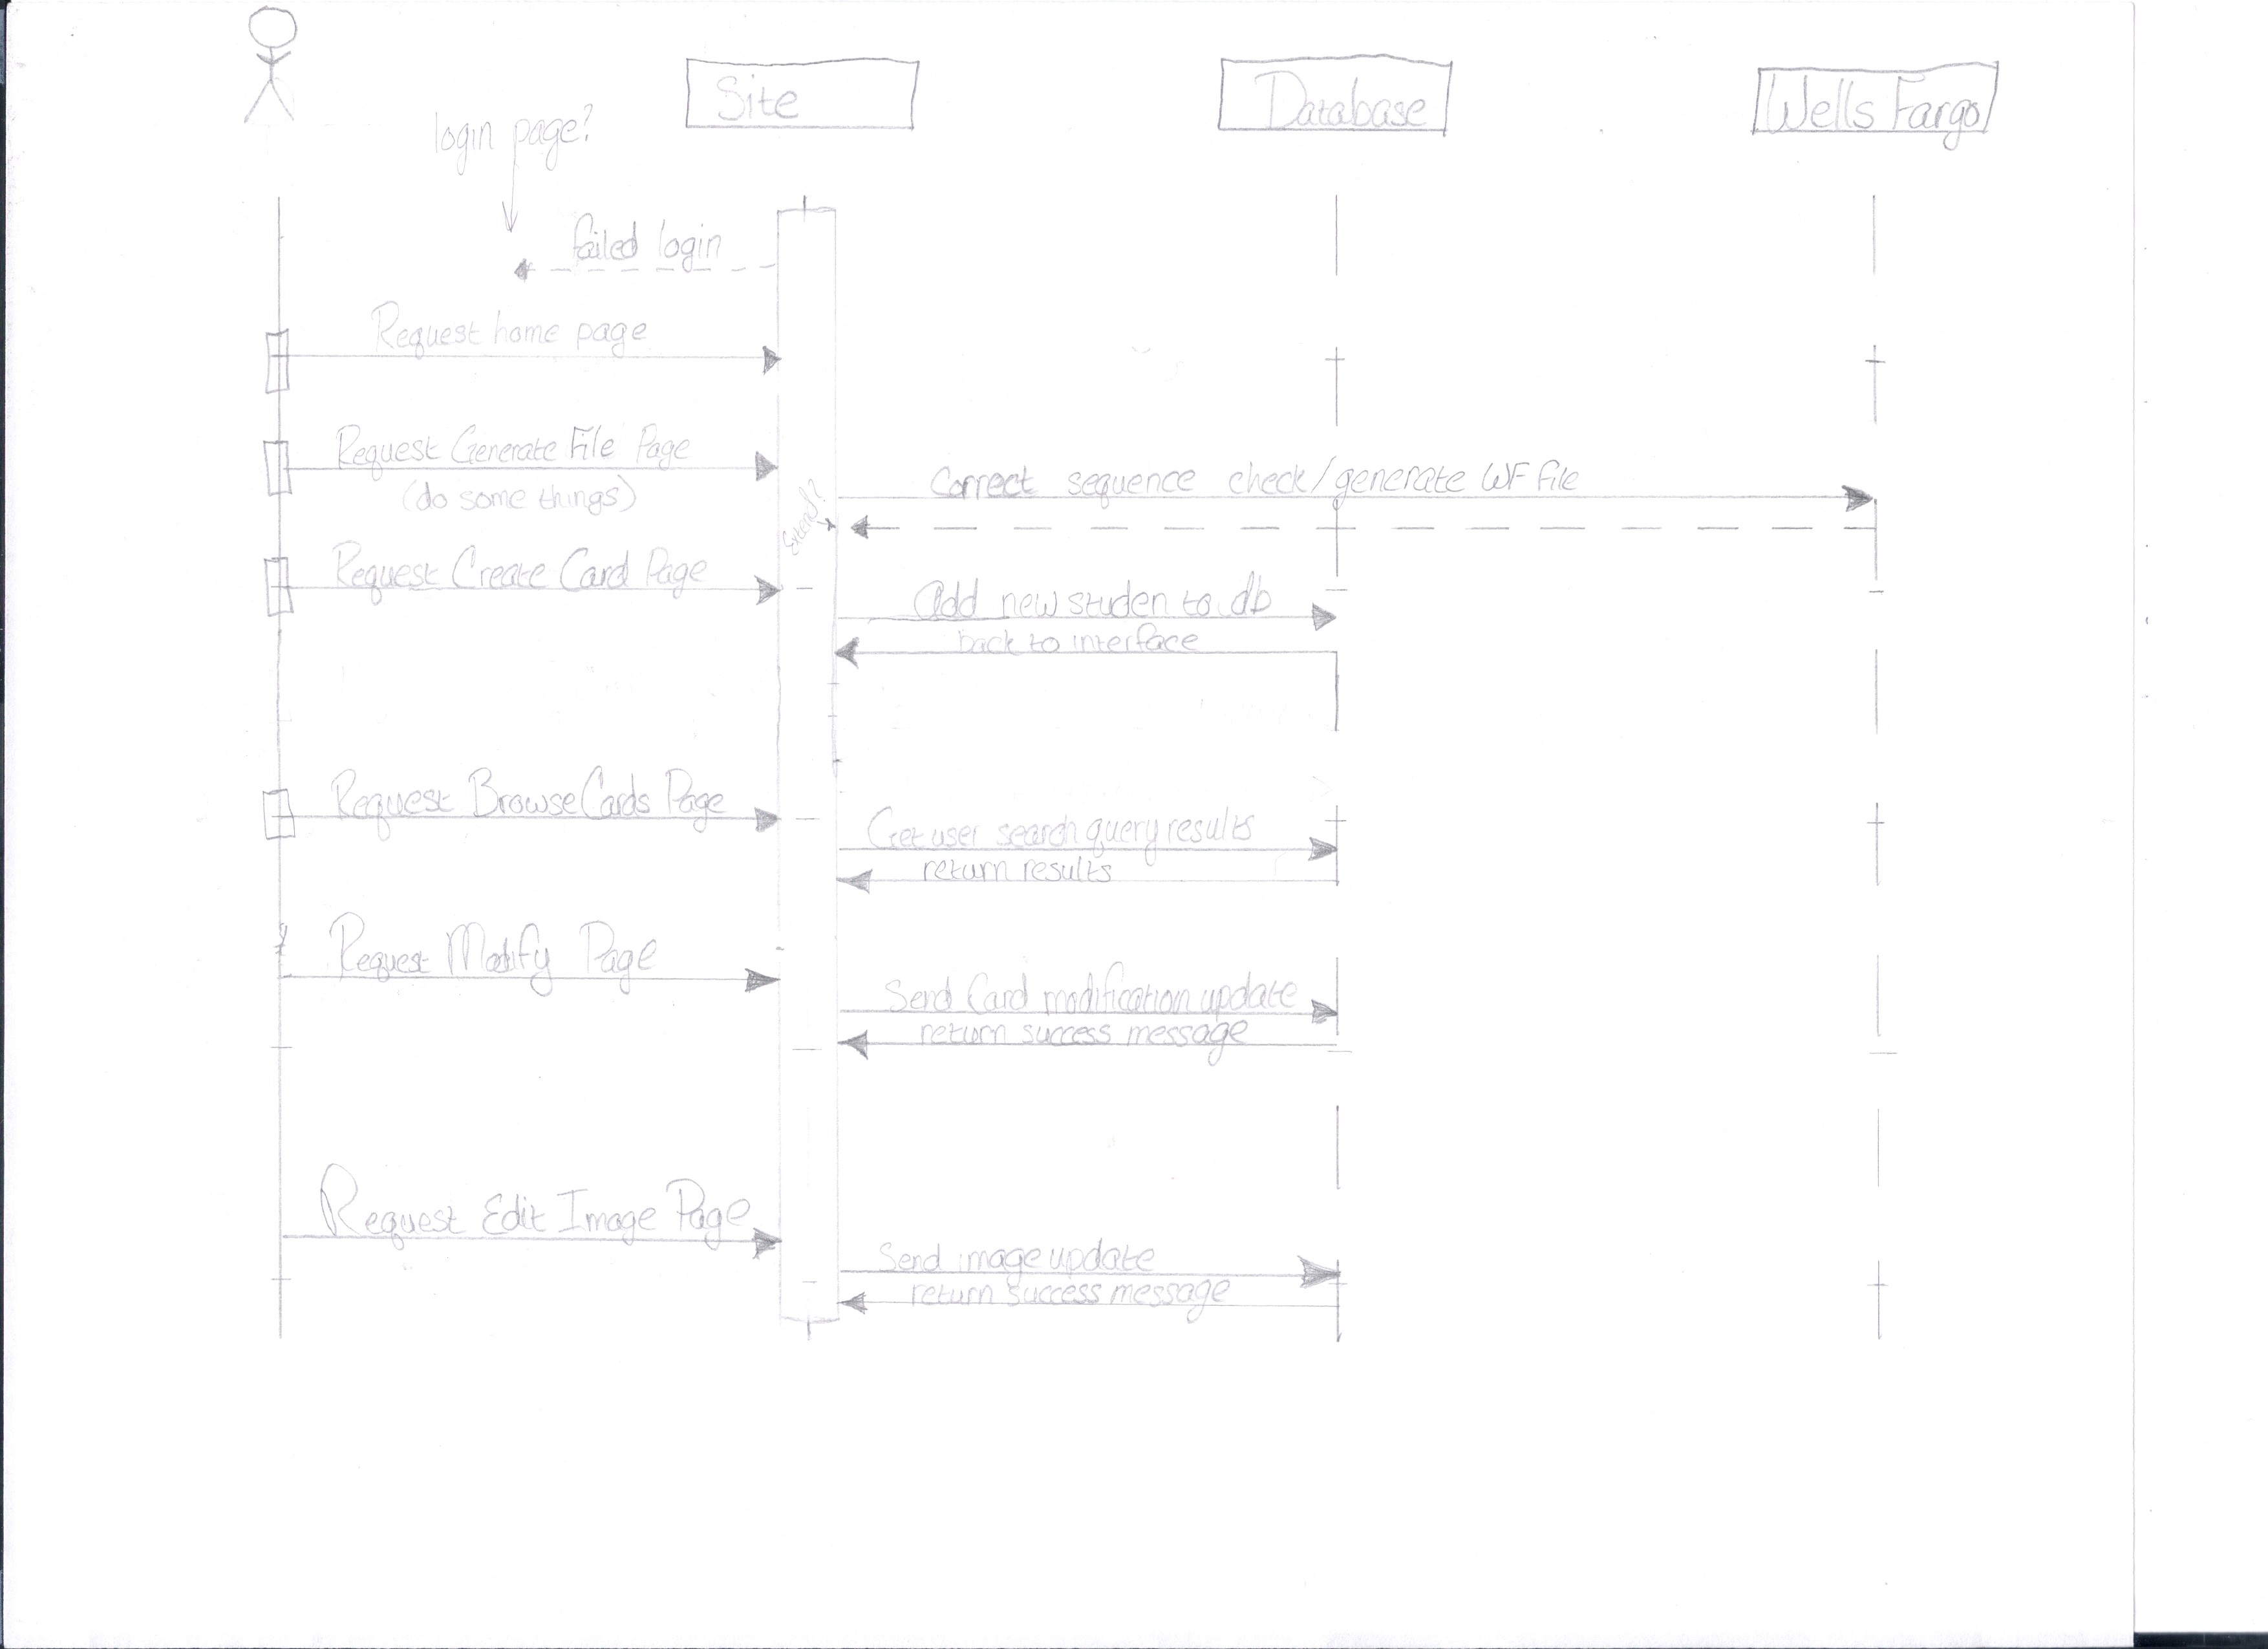 Site
Database
Wells Fargo
login page?
failed login
Request home page
Request Generate File Page
(do some things)
Correct sequence check/generate WF file
Request Create Card Page
Add new studen to db
back to interface
Request Browse Cards Page
Get user search query results
return results
Request Modify Page
Send Card modification update
return success message
Request Edit Image Page
Send image update
return success message